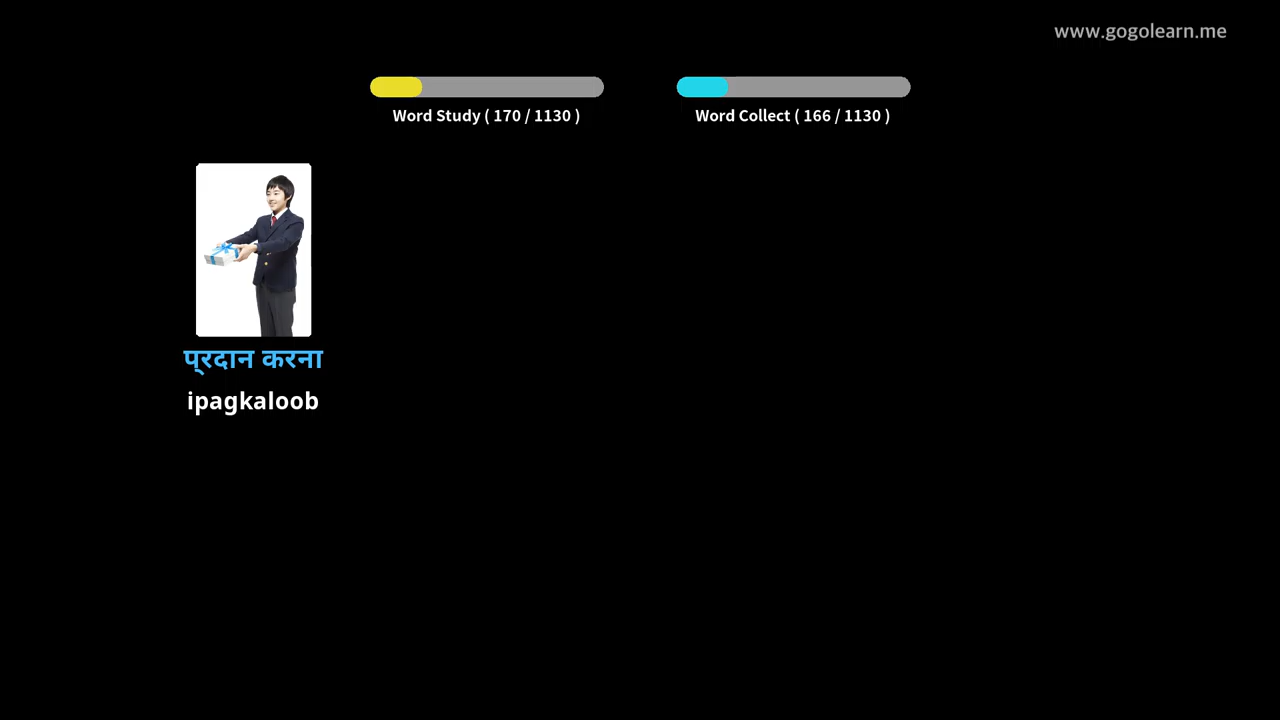 www.gogolearn.me
Word Study ( 170 / 1130 )
Word Collect ( 166 / 1130 )
प्रदान करना
ipagkaloob